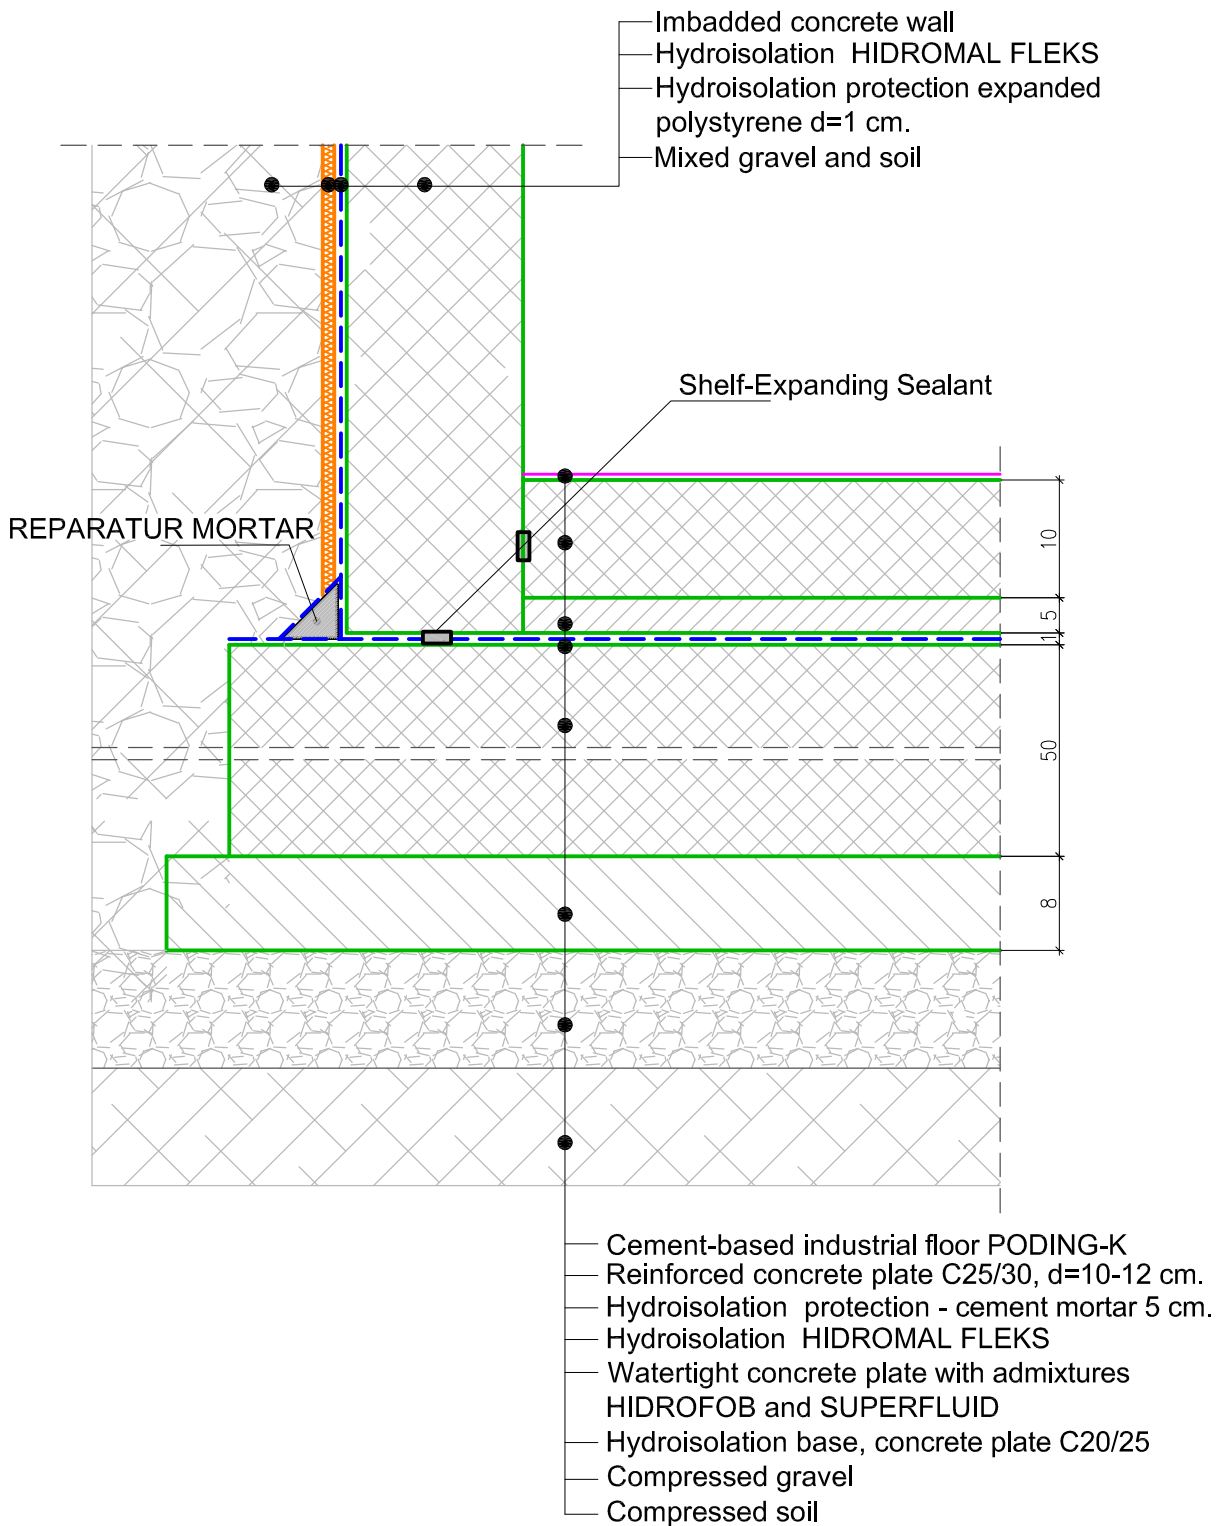 Imbadded concrete wall
Hydroisolation HIDROMAL FLEKS
Hydroisolation protection expanded
polystyrene d=1 cm.
Mixed gravel and soil
Shelf-Expanding Sealant
REPARATUR MORTAR
10
5
1
50
8
Cement-based industrial floor PODING-K
Reinforced concrete plate C25/30, d=10-12 cm.
Hydroisolation protection - cement mortar 5 cm.
Hydroisolation HIDROMAL FLEKS
Watertight concrete plate with admixtures
HIDROFOB and SUPERFLUID
Hydroisolation base, concrete plate C20/25
Compressed gravel
Compressed soil